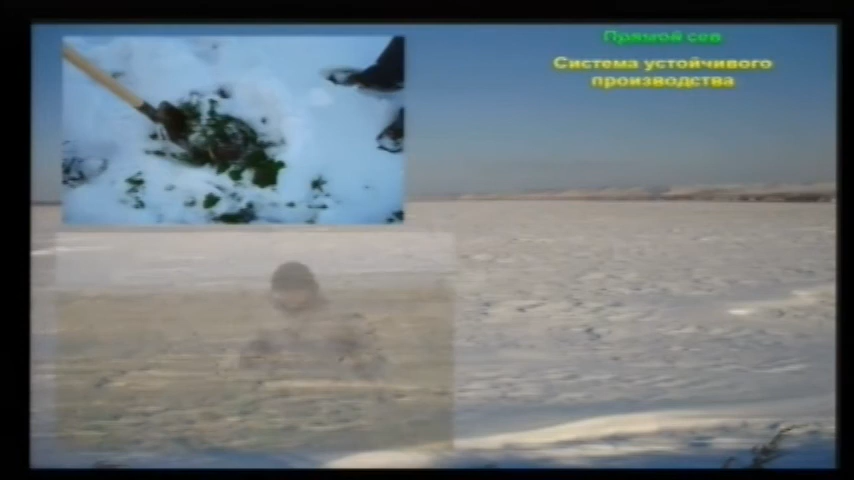 Прямой сев
Система устойчивого
производства